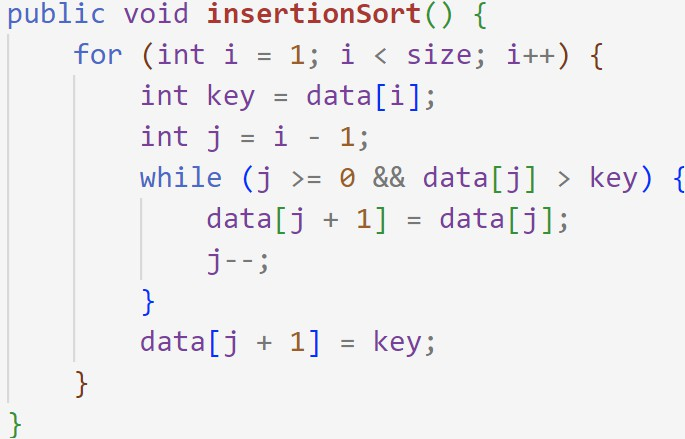 public void insertionSort() {
    for (int i = 1; i < size; i++) {
        int key = data[i];
        int j = i - 1;
        while (j >= 0 && data[j] > key) {
            data[j + 1] = data[j];
            j--;
        }
        data[j + 1] = key;
    }
}